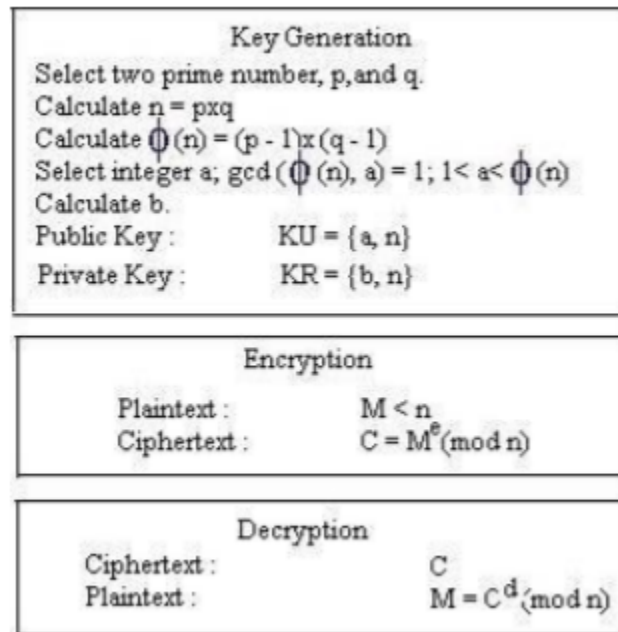 Key Generation
Select two prime number, p,and q.
Calculate n = pxq
Calculate ϕ (n) = (p - 1)x(q - 1)
Select integer a; gcd (ϕ (n), a) = 1; 1< a< ϕ (n)
Calculate b.
Public Key : KU = {a, n}
Private Key : KR = {b, n}
Encryption
Plaintext : M < n
Ciphertext : C = M^e (mod n)
Decryption
Ciphertext : C
Plaintext : M = C^d (mod n)